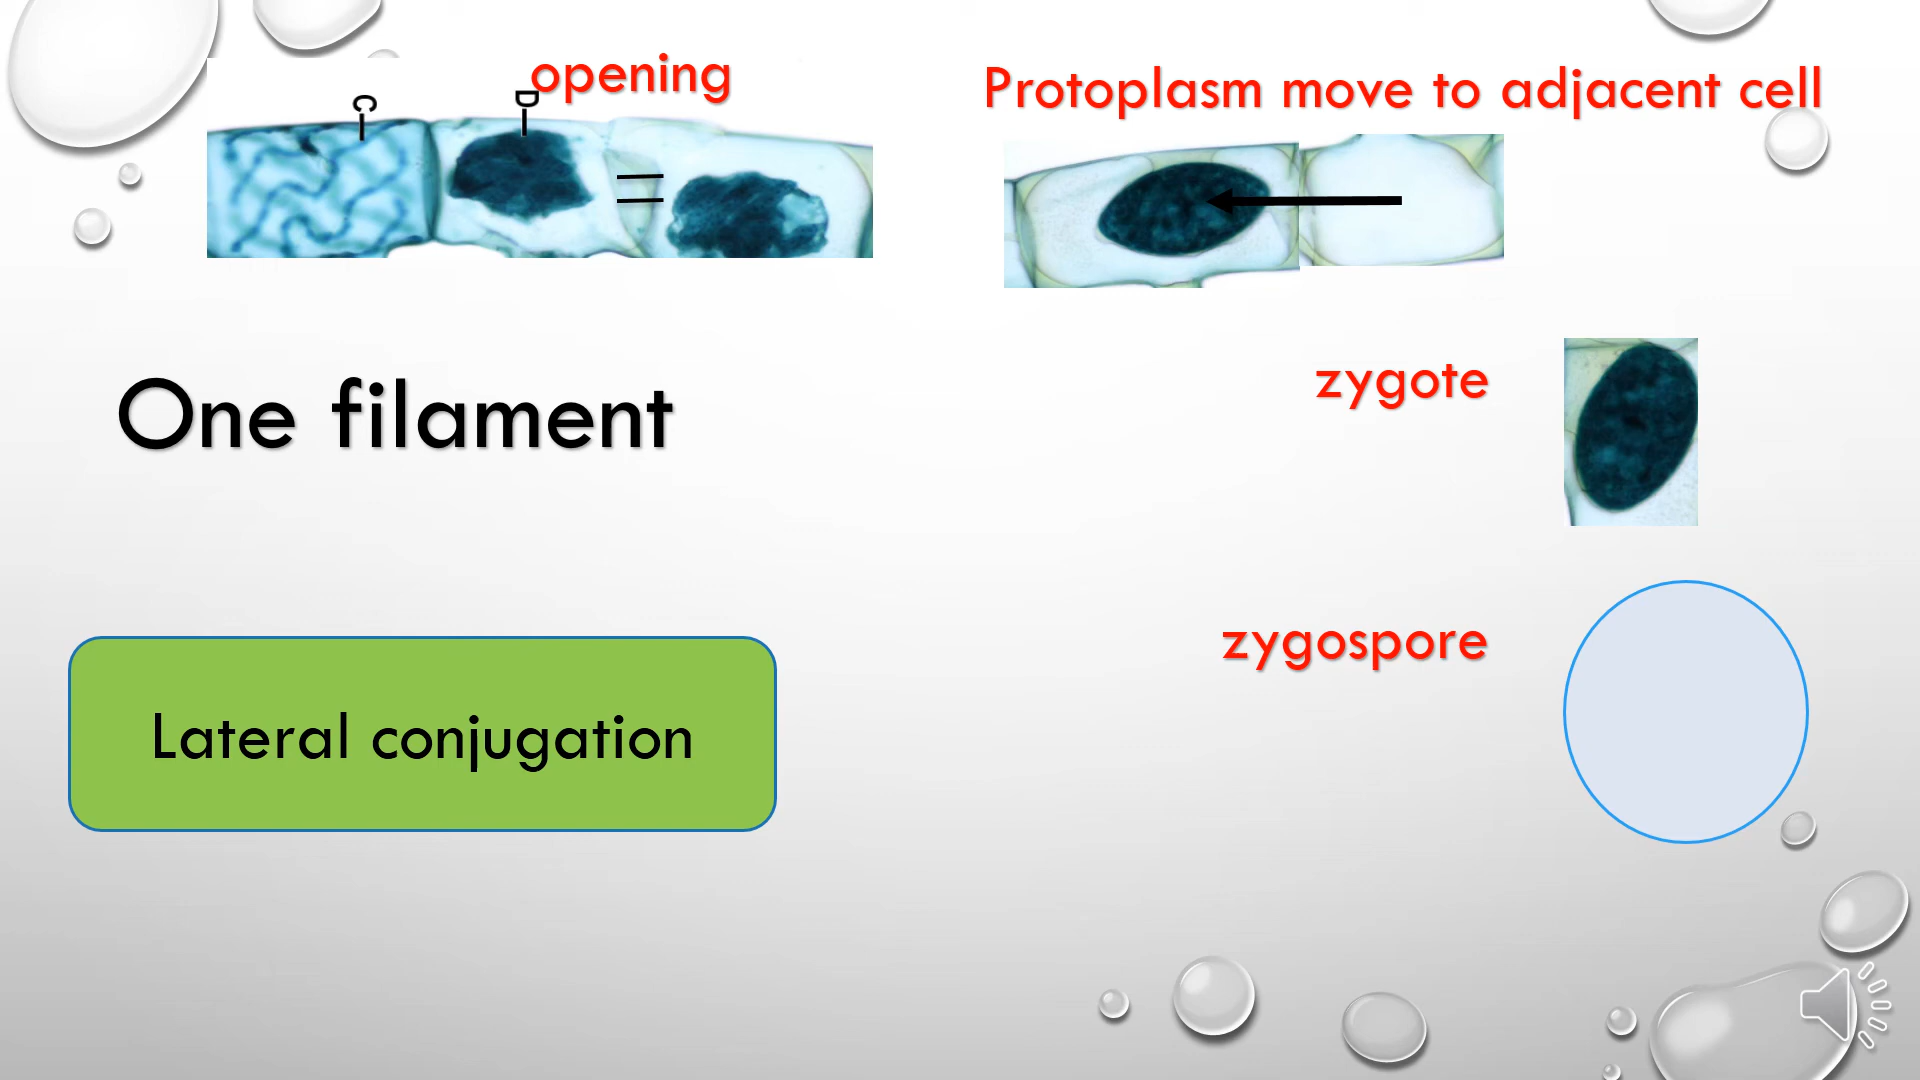 opening
Protoplasm move to adjacent cell
C
D
zygote
One filament
zygospore
Lateral conjugation